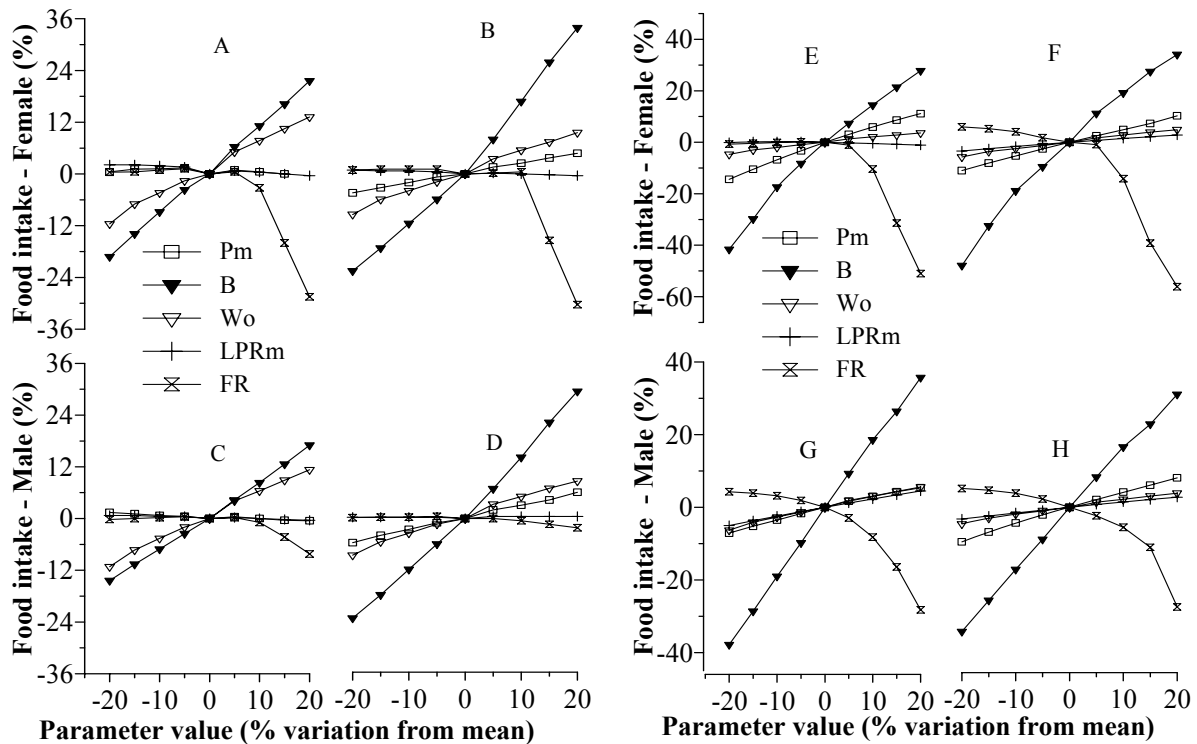 Food intake - Female (%)
36
24
12
0
-12
-24
-36
A
B
Pm
B
Wo
LPRm
FR
Food intake - Male (%)
36
24
12
0
-12
-24
-36
C
D
-20 -10 0 10 20
-20 -10 0 10 20
Parameter value (% variation from mean)
Food intake - Female (%)
40
20
0
-20
-40
-60
E
F
Pm
B
Wo
LPRm
FR
Food intake - Male (%)
40
20
0
-20
-40
G
H
-20 -10 0 10 20
-20 -10 0 10 20
Parameter value (% variation from mean)